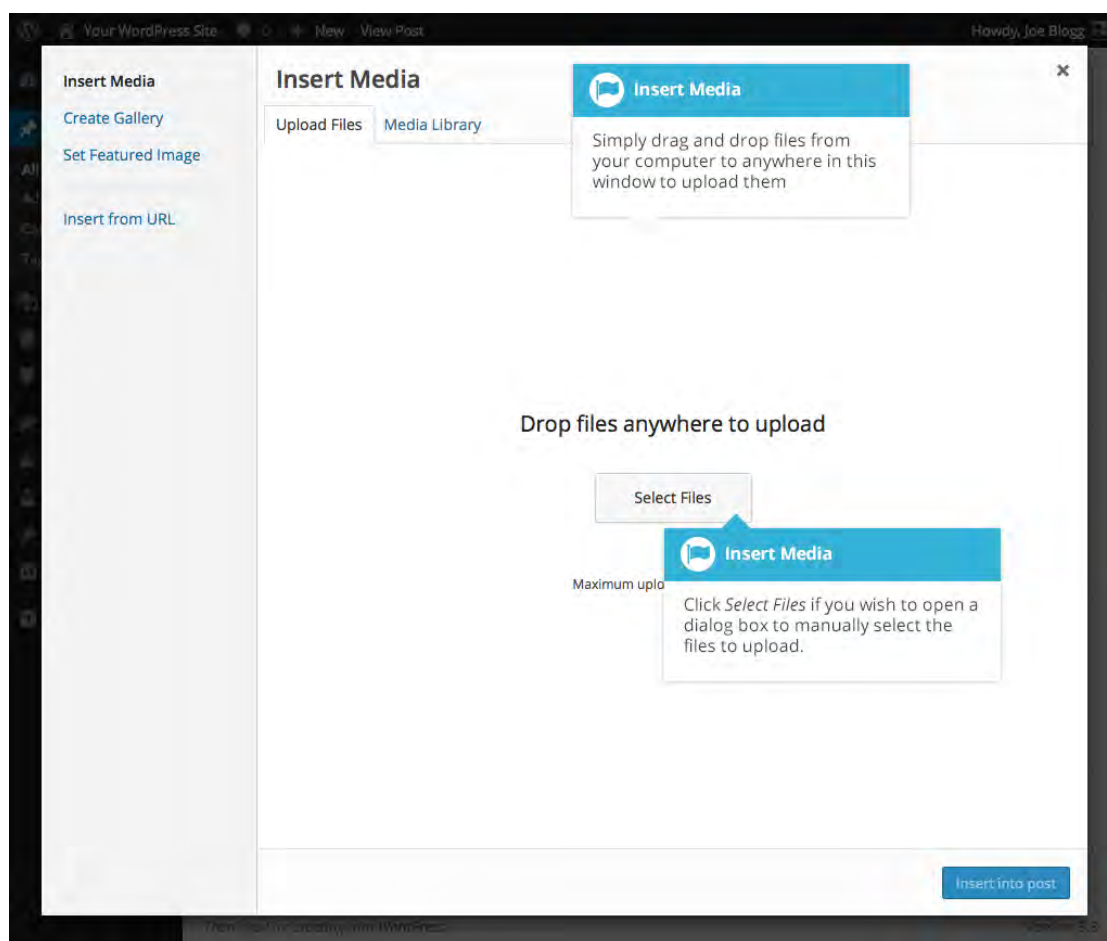 Your WordPress Site 0 New View Post Howdy, Joe Blogg
Insert Media
Create Gallery
Set Featured Image
Insert from URL
Insert Media
Upload Files Media Library
Insert Media
Simply drag and drop files from
your computer to anywhere in this
window to upload them
Drop files anywhere to upload
Select Files
Maximum uplo
Insert Media
Click Select Files if you wish to open a
dialog box to manually select the
files to upload.
Insert into post
All